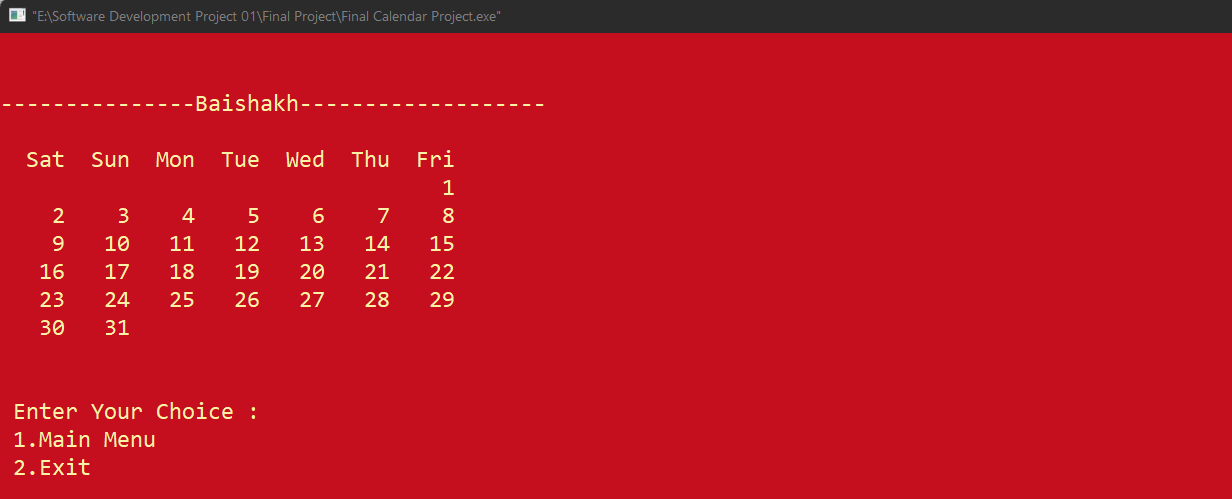 "E:\Software Development Project 01\Final Project\Final Calendar Project.exe"
---------------Baishakh-------------------
Sat  Sun  Mon  Tue  Wed  Thu  Fri
                                1
  2    3    4    5    6    7    8
  9   10   11   12   13   14   15
 16   17   18   19   20   21   22
 23   24   25   26   27   28   29
 30   31
Enter Your Choice :
1.Main Menu
2.Exit